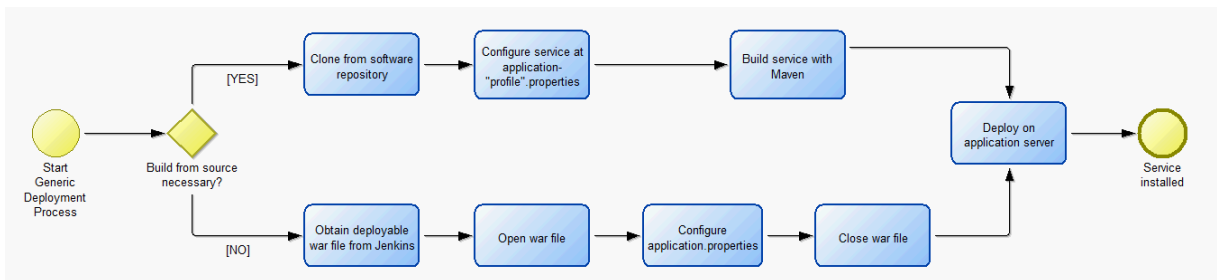 Start
Generic
Deployment
Process
Build from source
necessary?
[YES]
Clone from software
repository
Configure service at
application-
"profile".properties
Build service with
Maven
[NO]
Obtain deployable
war file from Jenkins
Open war file
Configure
application.properties
Close war file
Deploy on
application server
Service
installed